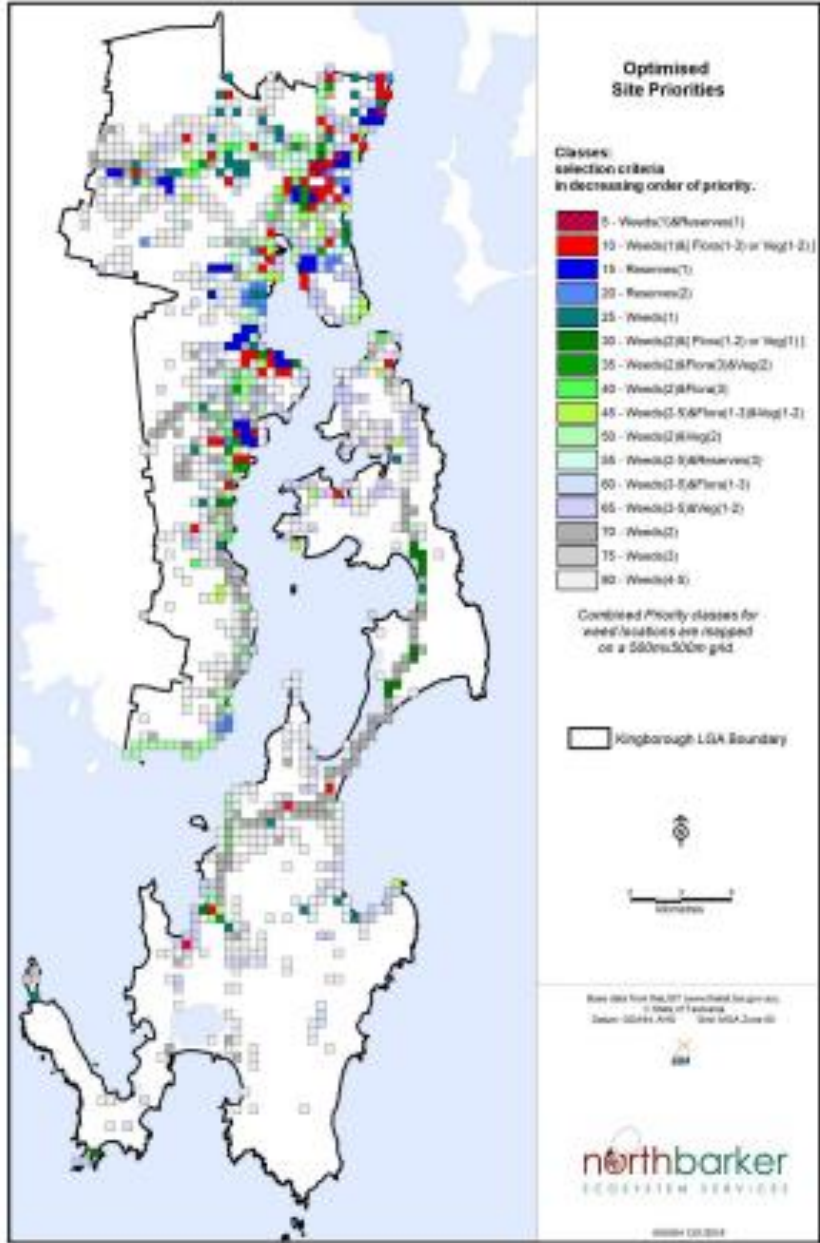 Optimised
Site Priorities
Classes:
selection criteria
in decreasing order of priority.
5 - Weeds(1)&Reserves(1)
10 - Weeds(1)&[ Flora(1-3) or Veg(1-2) ]
15 - Reserves(1)
20 - Reserves(2)
25 - Weeds(1)
30 - Weeds(2)&[ Flora(1-2) or Veg(1) ]
35 - Weeds(2)&Flora(3)&Veg(2)
40 - Weeds(2)&Flora(3)
45 - Weeds(3-5)&Flora(1-3)&Veg(1-2)
50 - Weeds(2)&Veg(2)
55 - Weeds(2-5)&Reserves(3)
60 - Weeds(3-5)&Flora(1-3)
65 - Weeds(3-5)&Veg(1-2)
70 - Weeds(2)
75 - Weeds(3)
80 - Weeds(4-5)
Combined Priority classes for
weed locations are mapped
on a 500mx500m grid.
Kingborough LGA Boundary
kilometres
© State of Tasmania
northbarker
ECOSYSTEM SERVICES